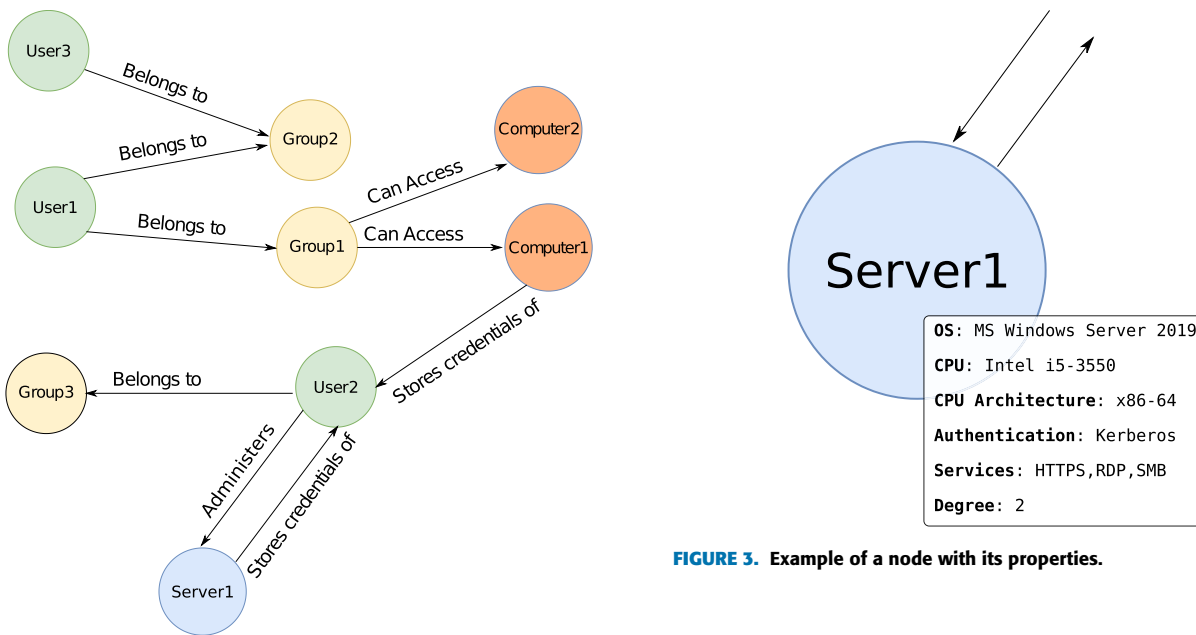 User3
Belongs to
Group2
Computer2
Belongs to
Can Access
User1
Belongs to
Group1
Can Access
Computer1
Stores credentials of
Group3
Belongs to
User2
Administers
Stores credentials of
Server1
Server1
OS: MS Windows Server 2019
CPU: Intel i5-3550
CPU Architecture: x86-64
Authentication: Kerberos
Services: HTTPS,RDP,SMB
Degree: 2
FIGURE 3. Example of a node with its properties.